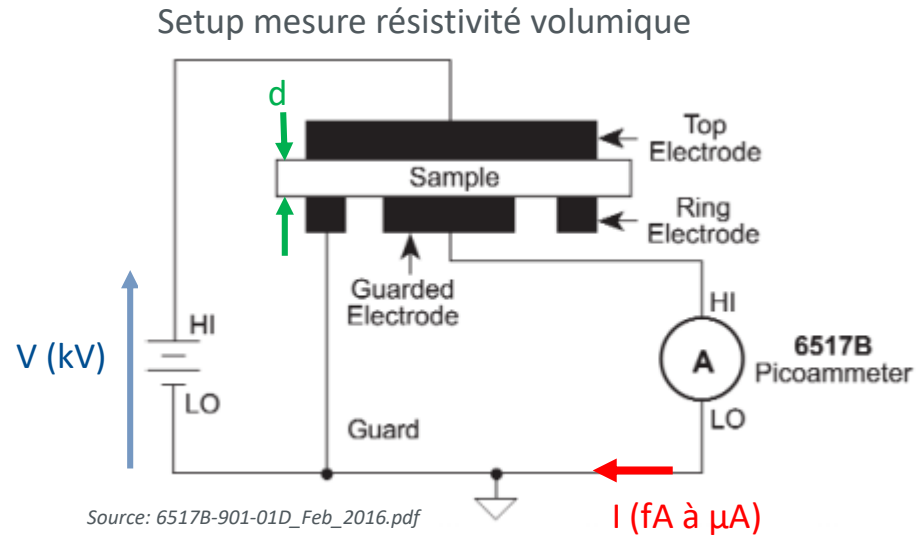 Setup mesure résistivité volumique
d
Top
Electrode
Sample
Ring
Electrode
Guarded
Electrode
HI
V (kV)
HI
A
6517B
Picoammeter
LO
LO
Guard
Source: 6517B-901-01D_Feb_2016.pdf
I (fA à µA)